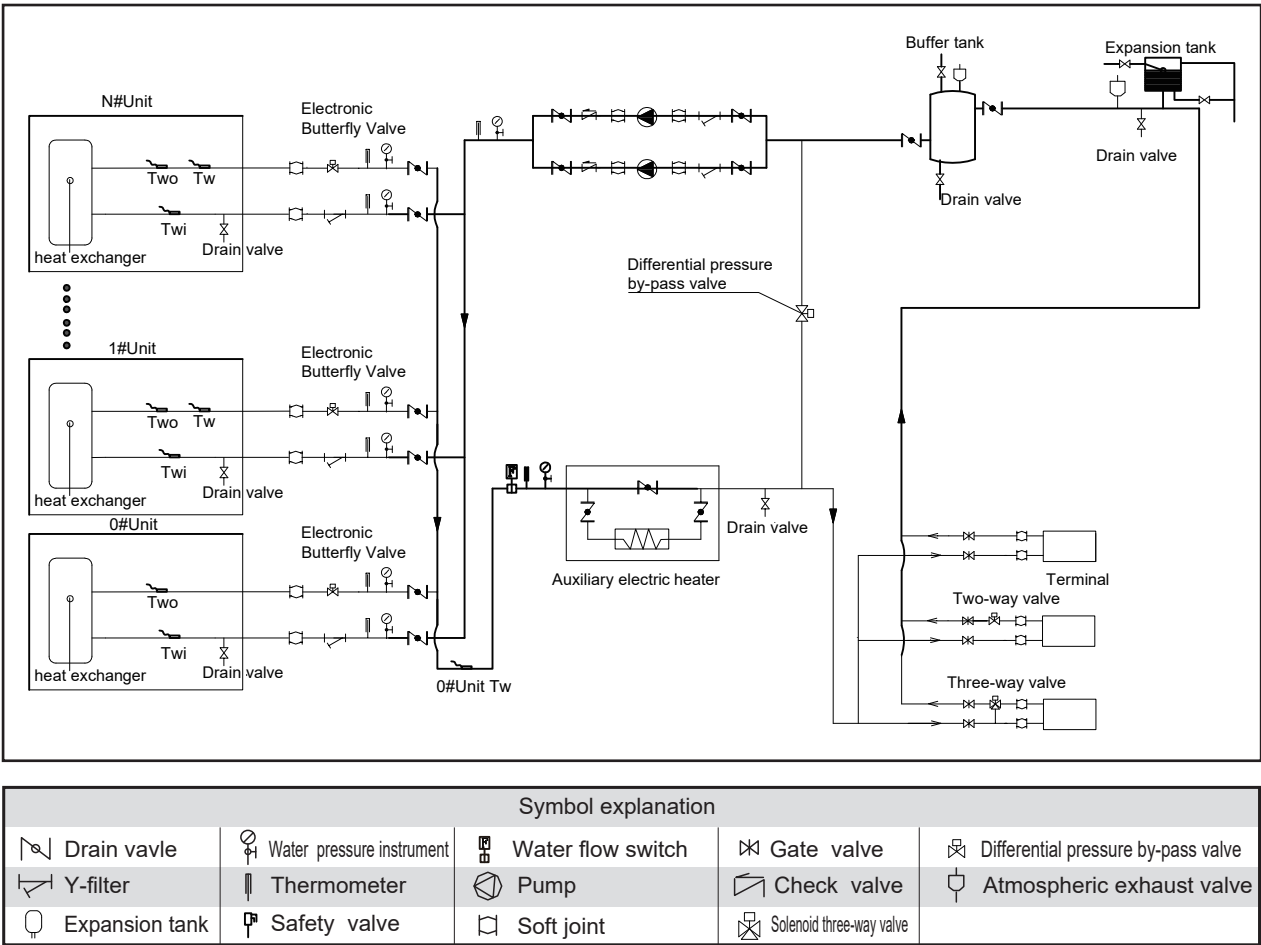 Buffer tank
Expansion tank
N#Unit
Electronic
Butterfly Valve
Two
Tw
Twi
Drain valve
heat exchanger
Drain valve
Drain valve
Differential pressure
by-pass valve
1#Unit
Electronic
Butterfly Valve
Two
Tw
Twi
Drain valve
heat exchanger
0#Unit
Electronic
Butterfly Valve
Two
Twi
Drain valve
heat exchanger
0#Unit Tw
Drain valve
Auxiliary electric heater
Terminal
Two-way valve
Three-way valve
Symbol explanation
Drain vavle
Water pressure instrument
Water flow switch
Gate valve
Differential pressure by-pass valve
Y-filter
Thermometer
Pump
Check valve
Atmospheric exhaust valve
Expansion tank
Safety valve
Soft joint
Solenoid three-way valve